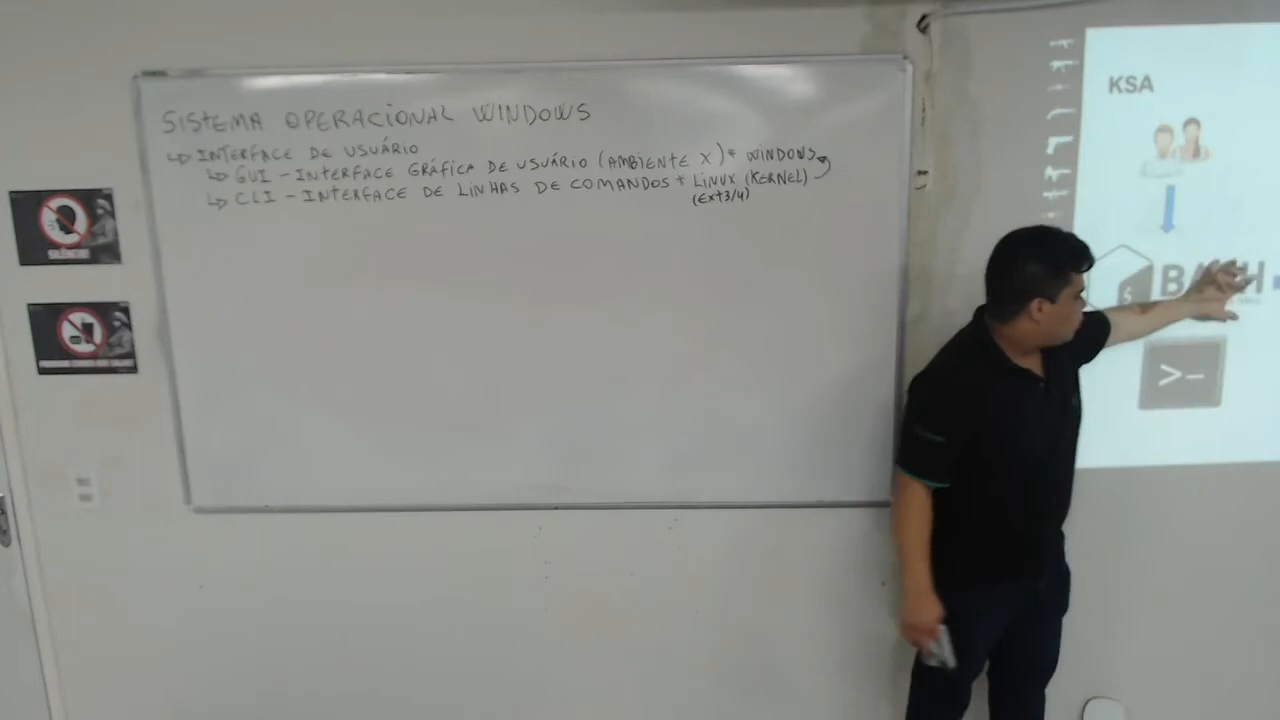 SISTEMA OPERACIONAL WINDOWS
↳ INTERFACE DE USUÁRIO
↳ GUI - INTERFACE GRÁFICA DE USUÁRIO (AMBIENTE X) * WINDOWS
↳ CLI - INTERFACE DE LINHAS DE COMANDOS * LINUX (KERNEL)
(Ext3/4)
KSA
$
>_
SILÊNCIO